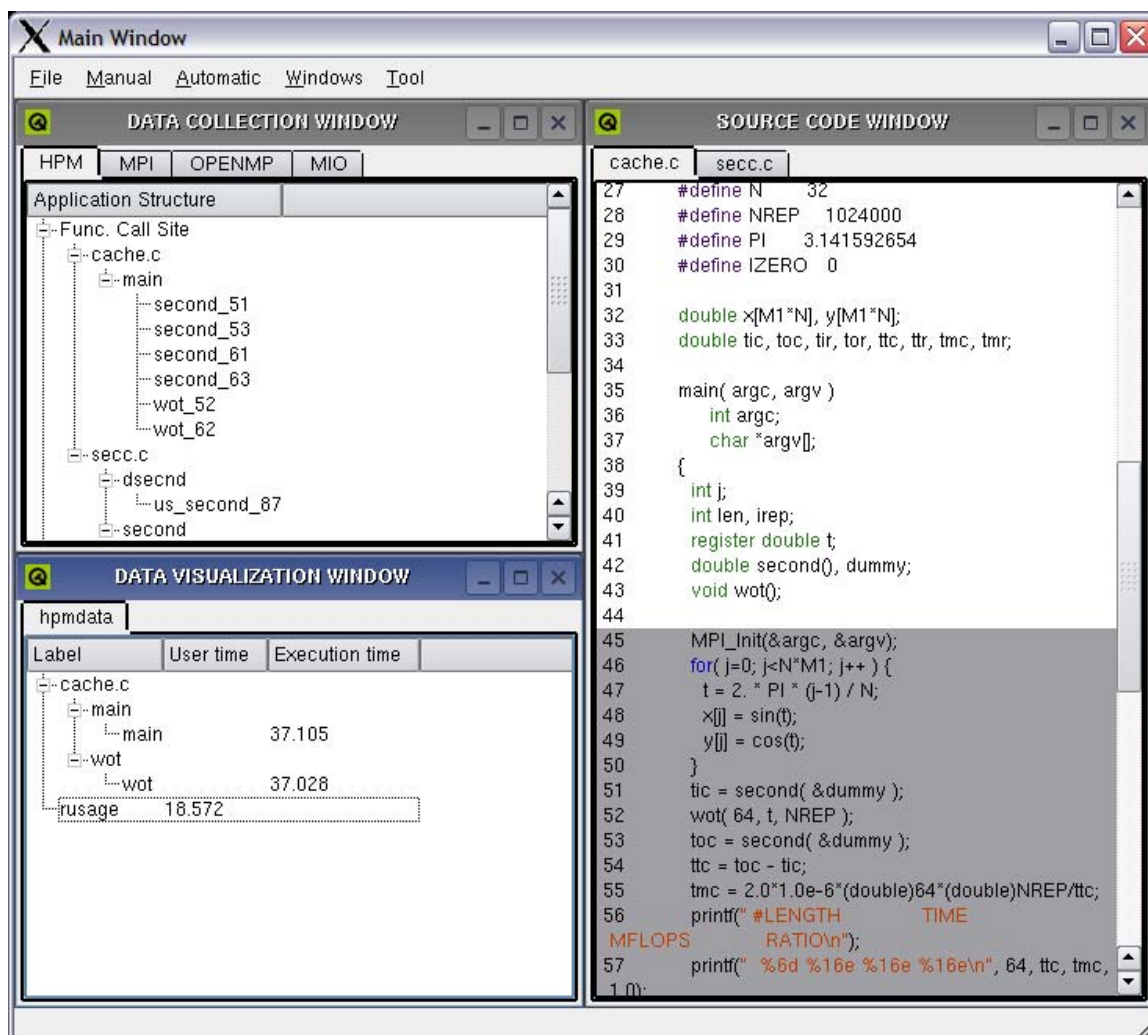 Main Window
File Manual Automatic Windows Tool
DATA COLLECTION WINDOW
HPM MPI OPENMP MIO
Application Structure
Func. Call Site
cache.c
main
second_51
second_53
second_61
second_63
wot_52
wot_62
secc.c
dsecnd
us_second_87
second
DATA VISUALIZATION WINDOW
hpmdata
Label User time Execution time
cache.c
main
main 37.105
wot
wot 37.028
rusage 18.572
SOURCE CODE WINDOW
cache.c secc.c
27 #define N 32
28 #define NREP 1024000
29 #define PI 3.141592654
30 #define IZERO 0
31
32 double x[M1*N], y[M1*N];
33 double tic, toc, tir, tor, ttc, ttr, tmc, tmr;
34
35 main( argc, argv )
36 int argc;
37 char *argv[];
38 {
39 int j;
40 int len, irep;
41 register double t;
42 double second(), dummy;
43 void wot();
44
45 MPI_Init(&argc, &argv);
46 for( j=0; j<N*M1; j++ ) {
47 t = 2. * PI * (j-1) / N;
48 x[j] = sin(t);
49 y[j] = cos(t);
50 }
51 tic = second( &dummy );
52 wot( 64, t, NREP );
53 toc = second( &dummy );
54 ttc = toc - tic;
55 tmc = 2.0*1.0e-6*(double)64*(double)NREP/ttc;
56 printf(" #LENGTH TIME
MFLOPS RATIO\n");
57 printf(" %6d %16e %16e %16e\n", 64, ttc, tmc,
1.0);